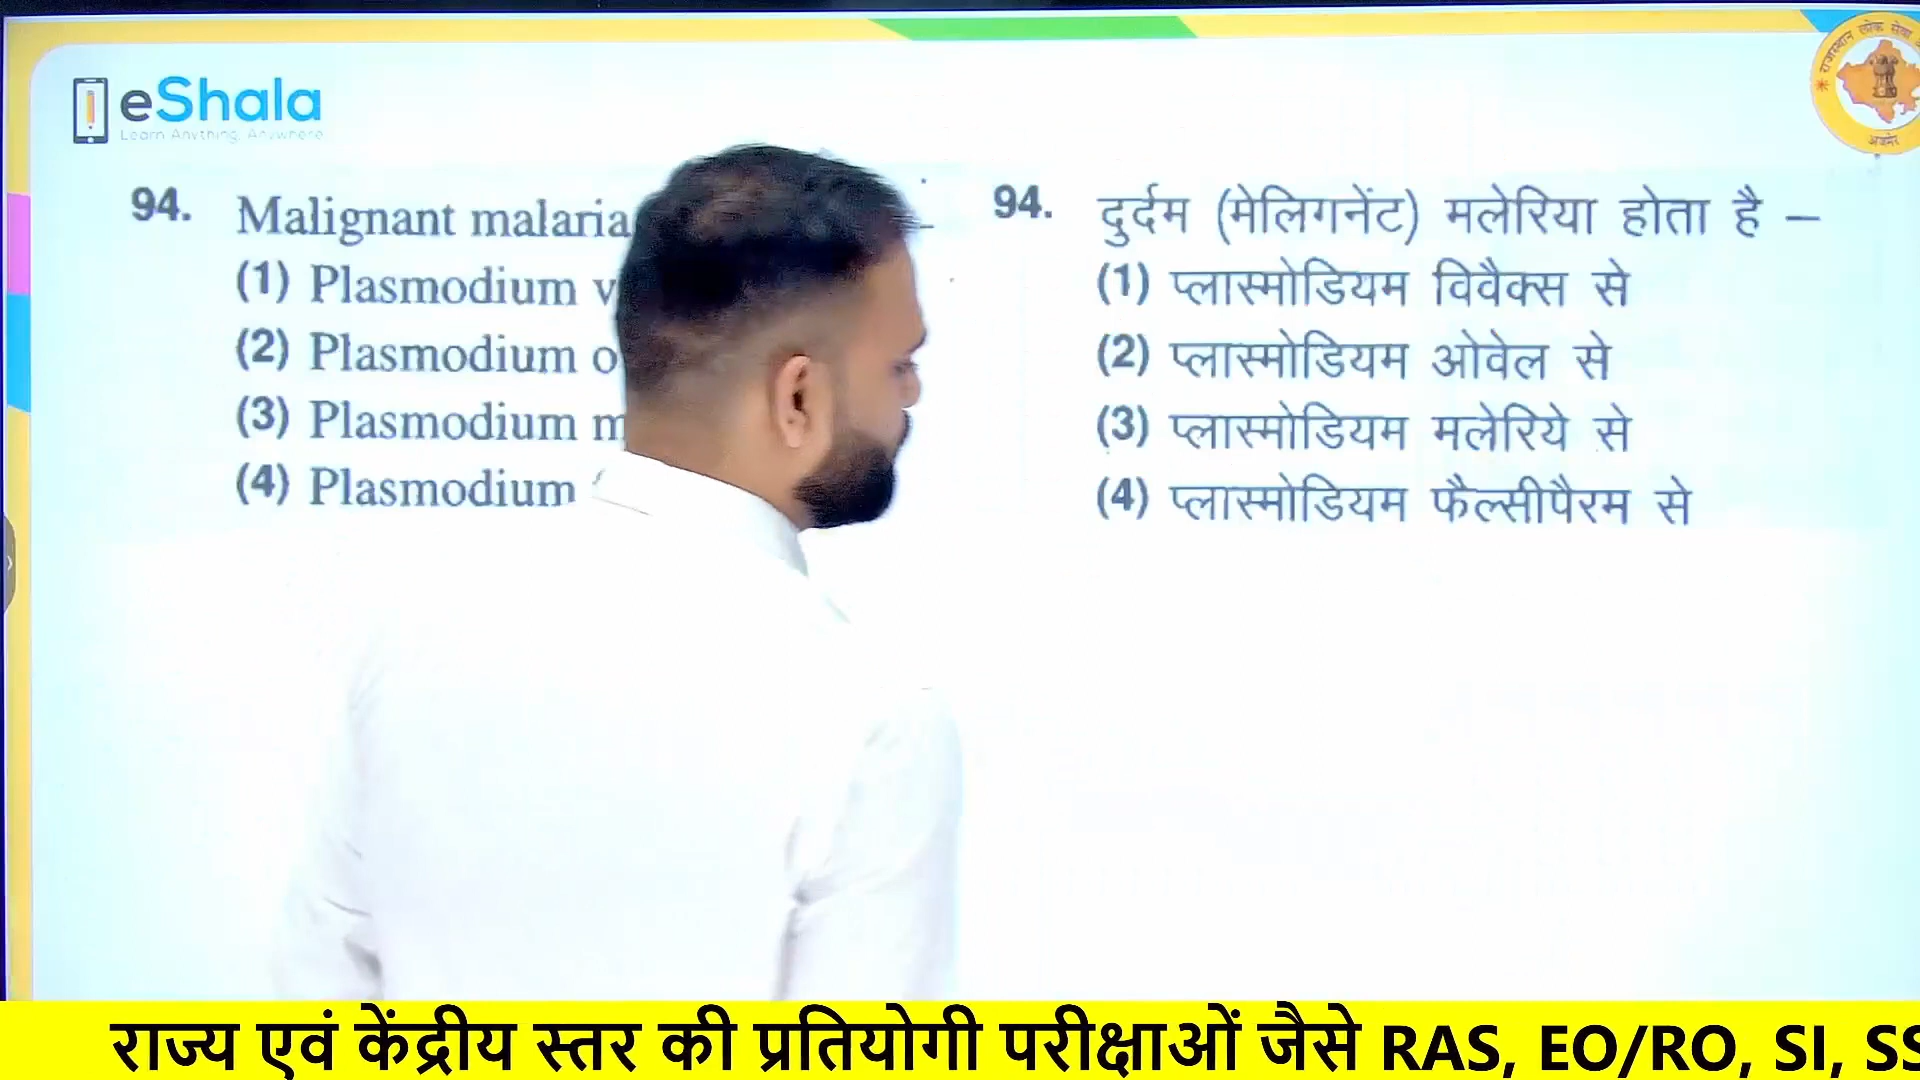 eShala
Learn Anything, Anywhere
94. Malignant malaria
(1) Plasmodium
(2) Plasmodium
(3) Plasmodium
(4) Plasmodium
94. दुर्दम (मेलिगनेंट) मलेरिया होता है –
(1) प्लास्मोडियम विवैक्स से
(2) प्लास्मोडियम ओवेल से
(3) प्लास्मोडियम मलेरिये से
(4) प्लास्मोडियम फैल्सीपैरम से
राजस्थान लोक सेवा
अजमेर
राज्य एवं केंद्रीय स्तर की प्रतियोगी परीक्षाओं जैसे RAS, EO/RO, SI,